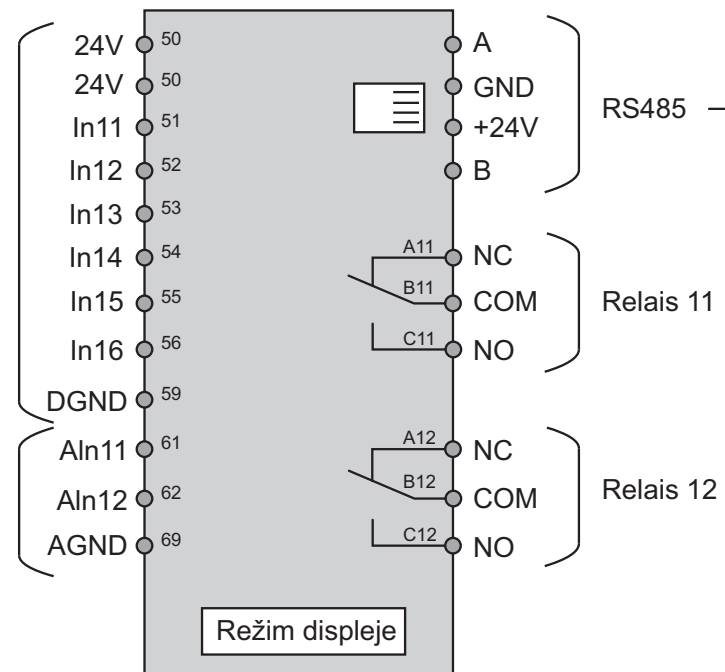 24V 50
24V 50
In11 51
In12 52
In13 53
In14 54
In15 55
In16 56
DGND 59
AIn11 61
AIn12 62
AGND 69
A
GND
+24V
B
RS485
A11 NC
B11 COM
C11 NO
Relais 11
A12 NC
B12 COM
C12 NO
Relais 12
Režim displeje